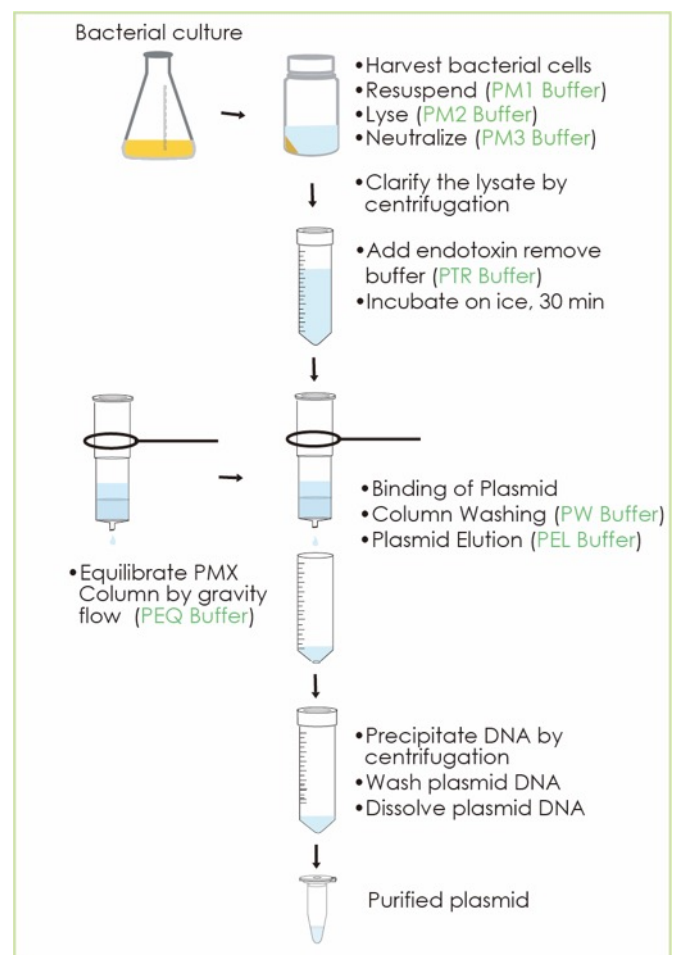 Bacterial culture
•Harvest bacterial cells
•Resuspend (PM1 Buffer)
•Lyse (PM2 Buffer)
•Neutralize (PM3 Buffer)
•Clarify the lysate by
centrifugation
•Add endotoxin remove
buffer (PTR Buffer)
•Incubate on ice, 30 min
•Binding of Plasmid
•Column Washing (PW Buffer)
•Plasmid Elution (PEL Buffer)
•Equilibrate PMX
Column by gravity
flow (PEQ Buffer)
•Precipitate DNA by
centrifugation
•Wash plasmid DNA
•Dissolve plasmid DNA
Purified plasmid